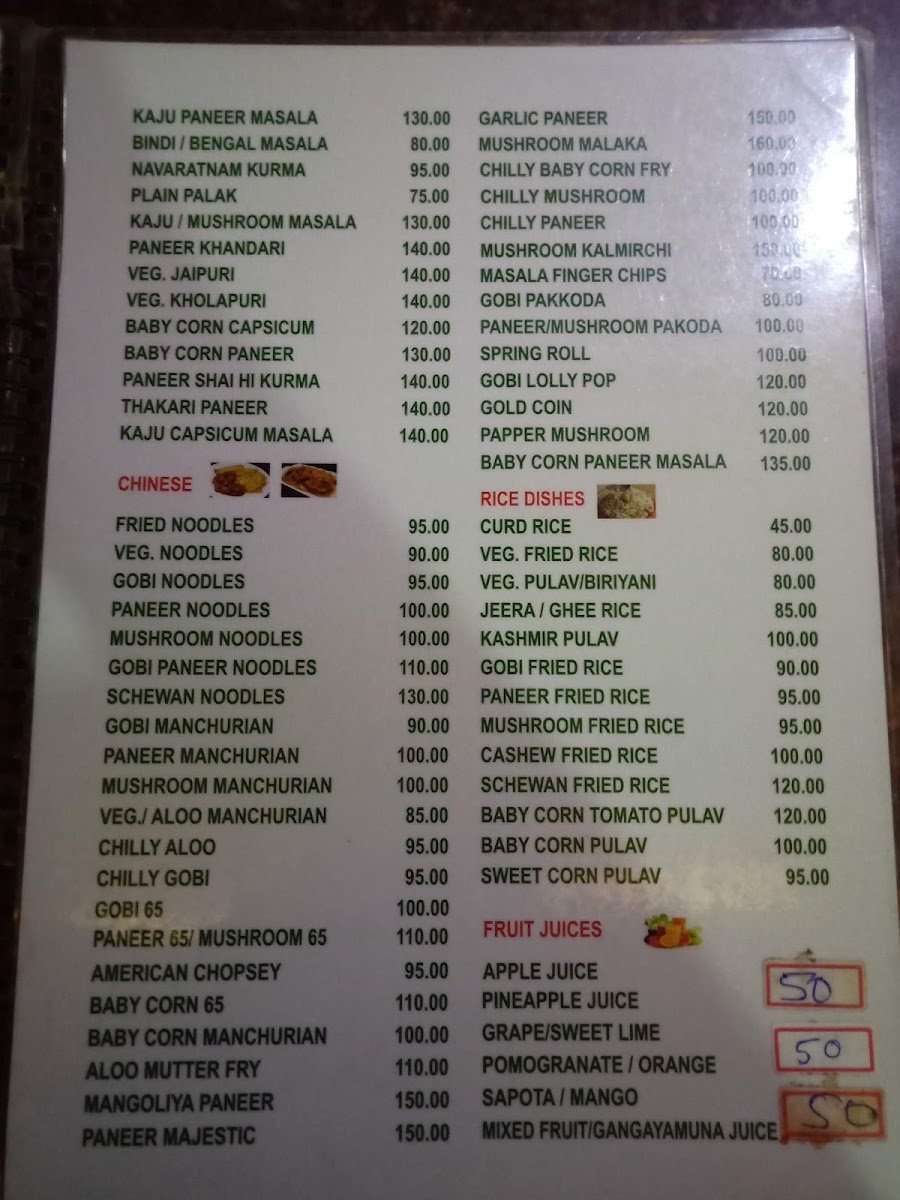 KAJU PANEER MASALA 130.00
BINDI / BENGAL MASALA 80.00
NAVARATNAM KURMA 95.00
PLAIN PALAK 75.00
KAJU / MUSHROOM MASALA 130.00
PANEER KHANDARI 140.00
VEG. JAIPURI 140.00
VEG. KHOLAPURI 140.00
BABY CORN CAPSICUM 120.00
BABY CORN PANEER 130.00
PANEER SHAI HI KURMA 140.00
THAKARI PANEER 140.00
KAJU CAPSICUM MASALA 140.00
CHINESE
FRIED NOODLES 95.00
VEG. NOODLES 90.00
GOBI NOODLES 95.00
PANEER NOODLES 100.00
MUSHROOM NOODLES 100.00
GOBI PANEER NOODLES 110.00
SCHEWAN NOODLES 130.00
GOBI MANCHURIAN 90.00
PANEER MANCHURIAN 100.00
MUSHROOM MANCHURIAN 100.00
VEG./ ALOO MANCHURIAN 85.00
CHILLY ALOO 95.00
CHILLY GOBI 95.00
GOBI 65 100.00
PANEER 65/ MUSHROOM 65 110.00
AMERICAN CHOPSEY 95.00
BABY CORN 65 110.00
BABY CORN MANCHURIAN 100.00
ALOO MUTTER FRY 110.00
MANGOLIYA PANEER 150.00
PANEER MAJESTIC 150.00
GARLIC PANEER 150.00
MUSHROOM MALAKA 160.00
CHILLY BABY CORN FRY 100.00
CHILLY MUSHROOM 100.00
CHILLY PANEER 100.00
MUSHROOM KALMIRCHI 150.00
MASALA FINGER CHIPS 70.00
GOBI PAKKODA 80.00
PANEER/MUSHROOM PAKODA 100.00
SPRING ROLL 100.00
GOBI LOLLY POP 120.00
GOLD COIN 120.00
PAPPER MUSHROOM 120.00
BABY CORN PANEER MASALA 135.00
RICE DISHES
CURD RICE 45.00
VEG. FRIED RICE 80.00
VEG. PULAV/BIRIYANI 80.00
JEERA / GHEE RICE 85.00
KASHMIR PULAV 100.00
GOBI FRIED RICE 90.00
PANEER FRIED RICE 95.00
MUSHROOM FRIED RICE 95.00
CASHEW FRIED RICE 100.00
SCHEWAN FRIED RICE 120.00
BABY CORN TOMATO PULAV 120.00
BABY CORN PULAV 100.00
SWEET CORN PULAV 95.00
FRUIT JUICES
APPLE JUICE 50
PINEAPPLE JUICE
GRAPE/SWEET LIME 50
POMOGRANATE / ORANGE
SAPOTA / MANGO 50
MIXED FRUIT/GANGAYAMUNA JUICE